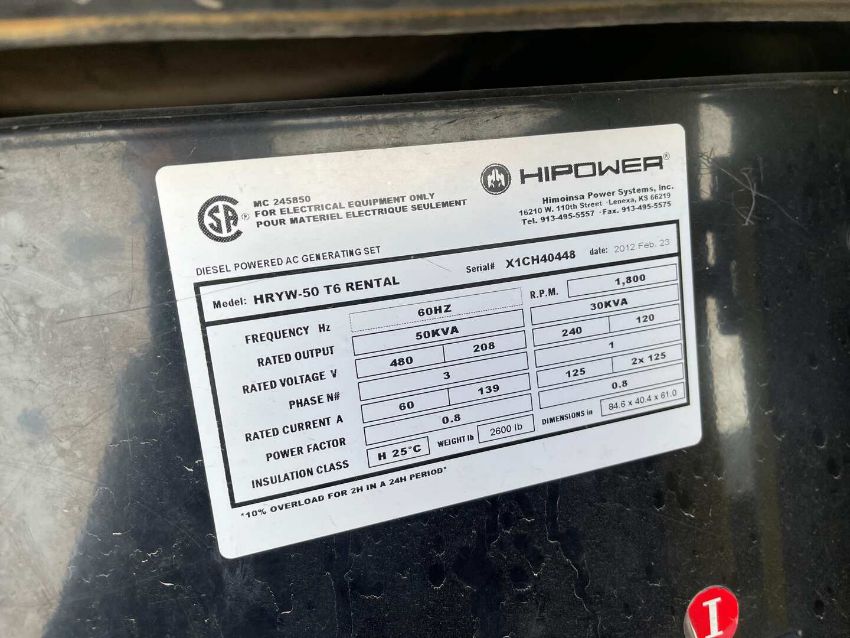 SA®
MC 245850
FOR ELECTRICAL EQUIPMENT ONLY
POUR MATERIEL ELECTRIQUE SEULEMENT
HIPOWER®
Himoinsa Power Systems, Inc.
16210 W. 110th Street · Lenexa, KS 66219
Tel. 913-495-5557 · Fax. 913-495-5575
DIESEL POWERED AC GENERATING SET
Model: HRYW-50 T6 RENTAL Serial# X1CH40448 date: 2012 Feb. 23
FREQUENCY Hz 60HZ R.P.M. 1,800
RATED OUTPUT 50KVA 30KVA
RATED VOLTAGE V 480 208 240 120
PHASE N# 3 1
RATED CURRENT A 60 139 125 2x 125
POWER FACTOR 0.8 0.8
INSULATION CLASS H 25°C WEIGHT lb 2600 lb DIMENSIONS in 84.6 x 40.4 x 61.0
*10% OVERLOAD FOR 2H IN A 24H PERIOD*
I